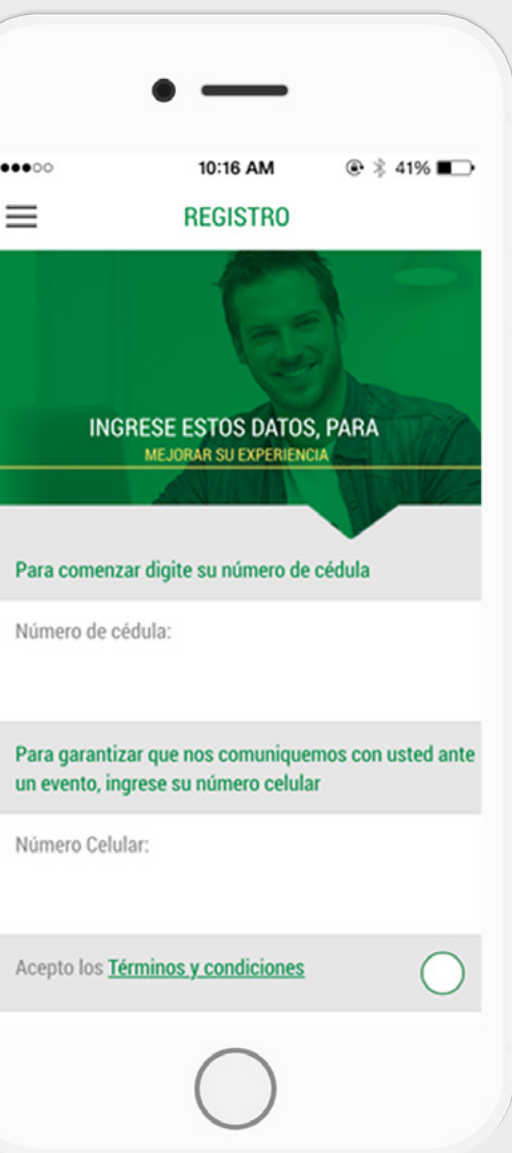 10:16 AM
41%
REGISTRO
INGRESE ESTOS DATOS, PARA
MEJORAR SU EXPERIENCIA
Para comenzar digite su número de cédula
Número de cédula:
Para garantizar que nos comuniquemos con usted ante
un evento, ingrese su número celular
Número Celular:
Acepto los Términos y condiciones